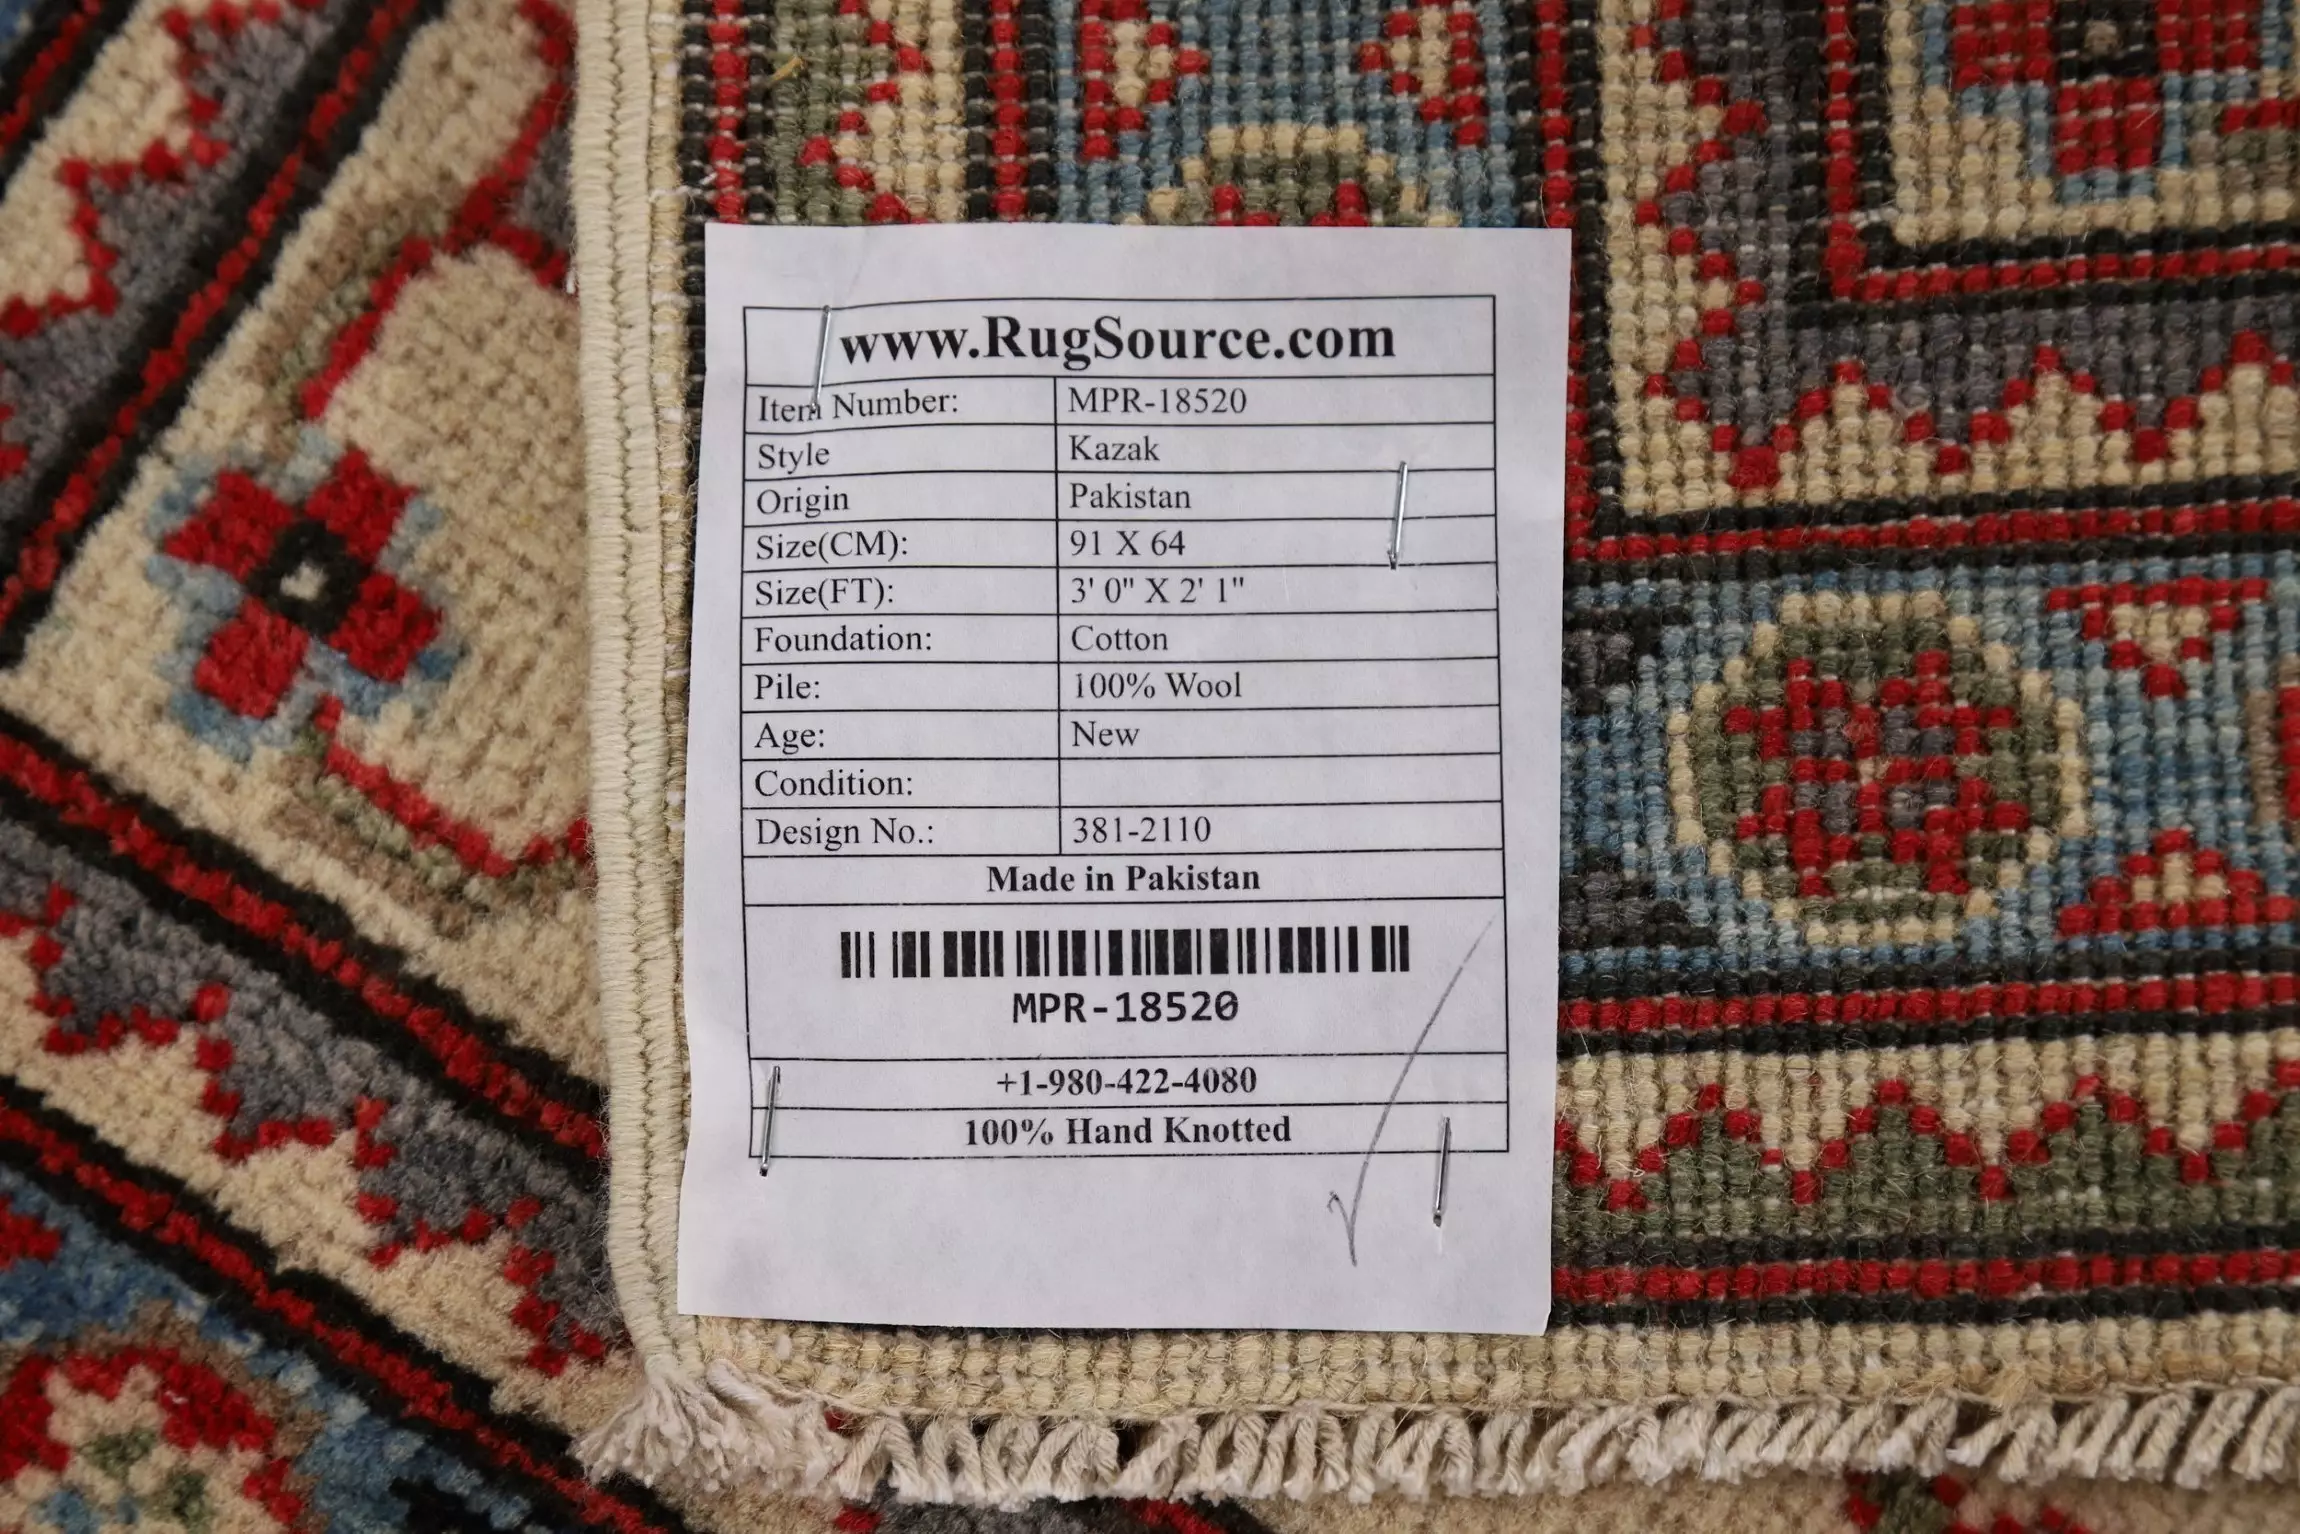 www.RugSource.com
Item Number: MPR-18520
Style Kazak
Origin Pakistan
Size(CM): 91 X 64
Size(FT): 3' 0" X 2' 1"
Foundation: Cotton
Pile: 100% Wool
Age: New
Condition:
Design No.: 381-2110
Made in Pakistan
MPR-18520
+1-980-422-4080
100% Hand Knotted